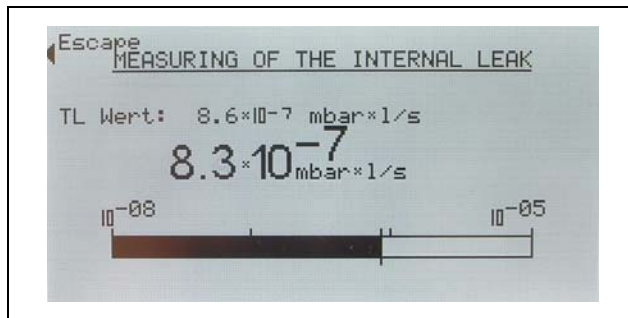 Escape
MEASURING OF THE INTERNAL LEAK
TL Wert: 8.6×10⁻⁷ mbar×l/s
8.3×10⁻⁷ mbar×l/s
10⁻⁰⁸ 10⁻⁰⁵